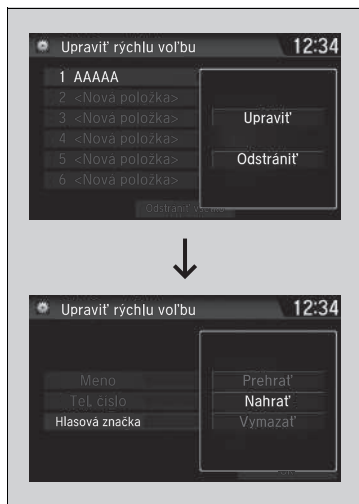 Upraviť rýchlu voľbu 12:34
1 AAAAA
2 <Nová položka>
3 <Nová položka>
4 <Nová položka>
5 <Nová položka>
6 <Nová položka>
Upraviť
Odstrániť
Odstrániť
Upraviť rýchlu voľbu 12:34
Meno
Tel. číslo
Hlasová značka
Prehrať
Nahrať
Vymazať